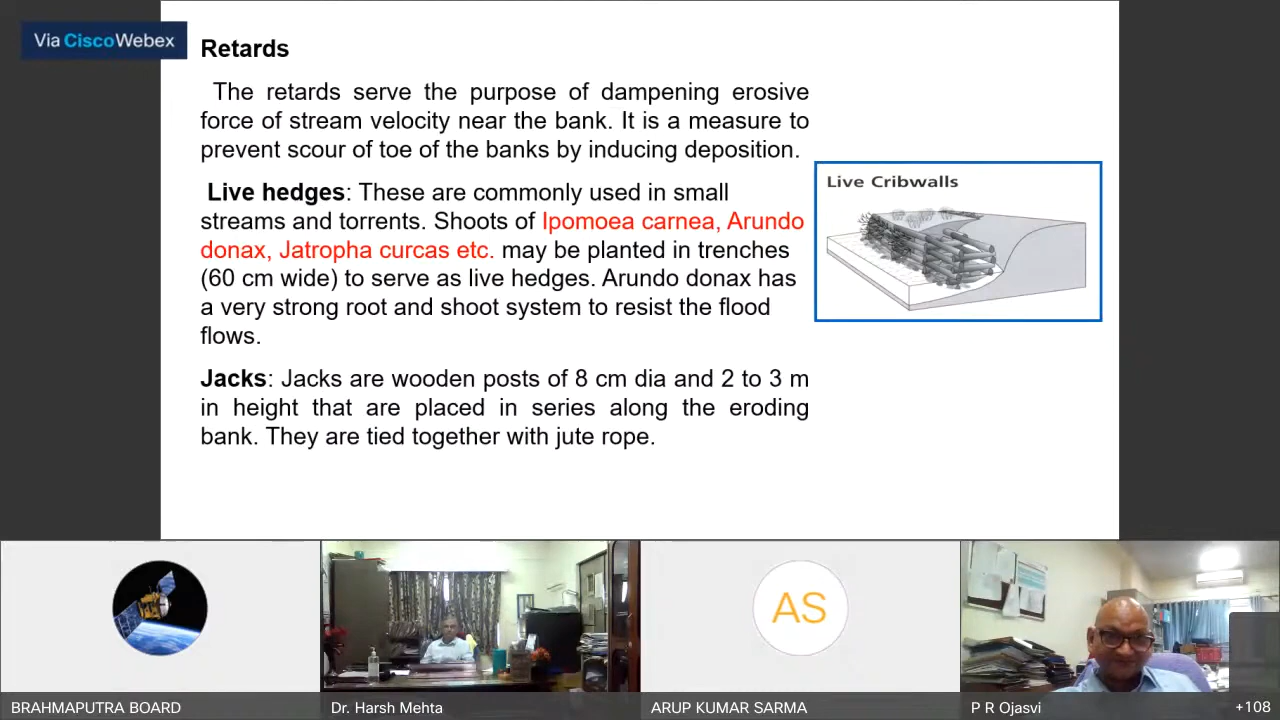 Via CiscoWebex
Retards
The retards serve the purpose of dampening erosive
force of stream velocity near the bank. It is a measure to
prevent scour of toe of the banks by inducing deposition.
Live hedges: These are commonly used in small
streams and torrents. Shoots of Ipomoea carnea, Arundo
donax, Jatropha curcas etc. may be planted in trenches
(60 cm wide) to serve as live hedges. Arundo donax has
a very strong root and shoot system to resist the flood
flows.
Jacks: Jacks are wooden posts of 8 cm dia and 2 to 3 m
in height that are placed in series along the eroding
bank. They are tied together with jute rope.
Live Cribwalls
AS
BRAHMAPUTRA BOARD
Dr. Harsh Mehta
ARUP KUMAR SARMA
P R Ojasvi
+108